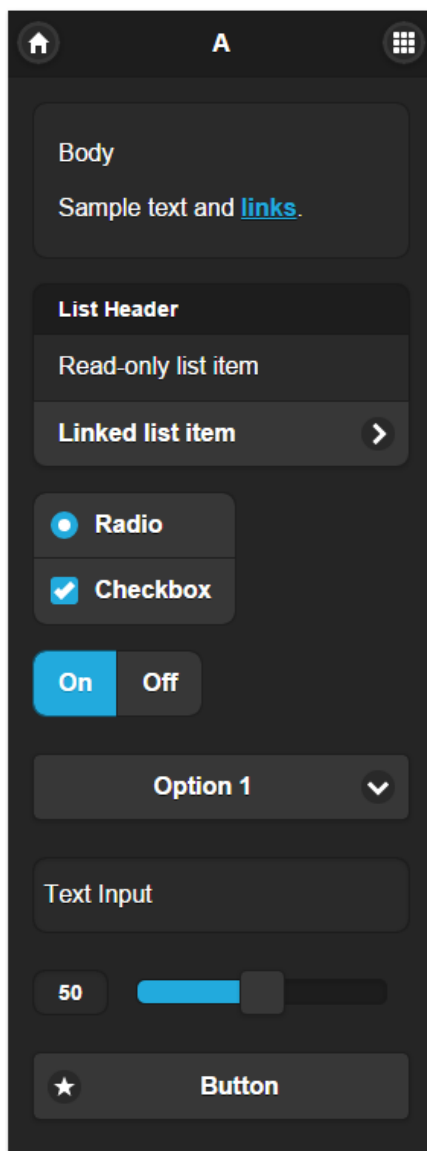 A
Body
Sample text and links.
List Header
Read-only list item
Linked list item
Radio
Checkbox
On Off
Option 1
Text Input
50
Button